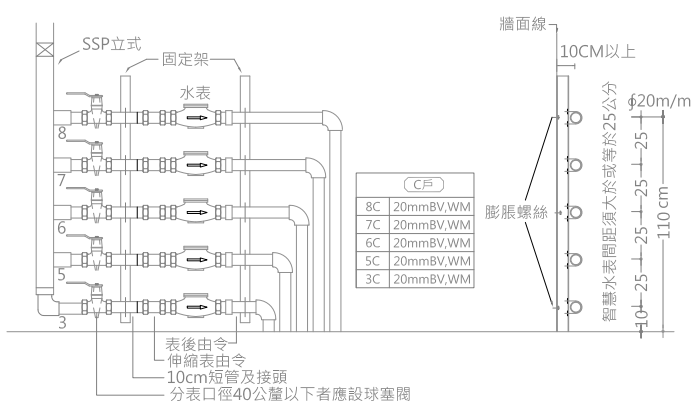 SSP立式
固定架
水表
8
7
6
5
3
C戶
8C 20mmBV,WM
7C 20mmBV,WM
6C 20mmBV,WM
5C 20mmBV,WM
3C 20mmBV,WM
表後由令
伸縮表由令
10cm短管及接頭
分表口徑40公釐以下者應設球塞閥
牆面線
10CM以上
膨脹螺絲
智慧水表間距須大於或等於25公分
∮20m/m
25
25
25
25
10
110 cm